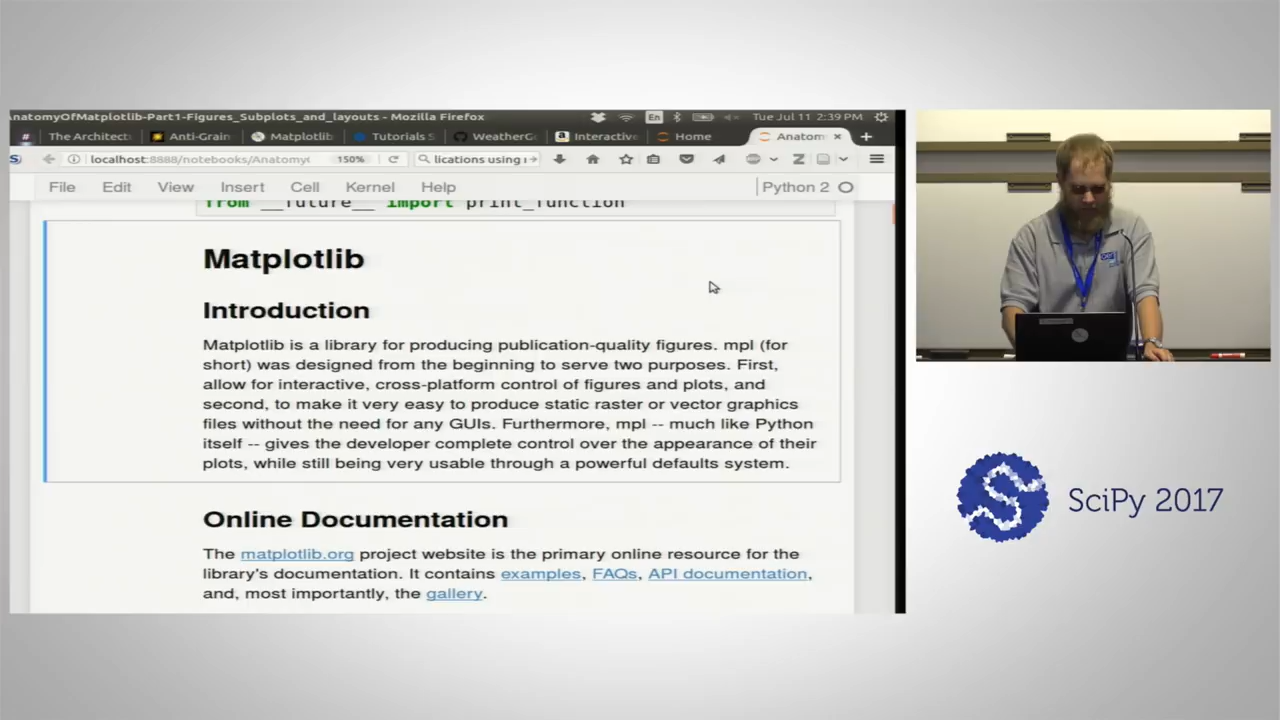 AnatomyOfMatplotlib-Part1-Figures_Subplots_and_layouts - Mozilla Firefox
En
Tue Jul 11 2:39 PM
The Architect
Anti-Grain
Matplotlib
Tutorials S
WeatherGe
Interactive
Home
Anatom
localhost:8888/notebooks/Anatomy
150%
lications using
File Edit View Insert Cell Kernel Help
Python 2
from __future__ import print_function
Matplotlib
Introduction
Matplotlib is a library for producing publication-quality figures. mpl (for
short) was designed from the beginning to serve two purposes. First,
allow for interactive, cross-platform control of figures and plots, and
second, to make it very easy to produce static raster or vector graphics
files without the need for any GUIs. Furthermore, mpl -- much like Python
itself -- gives the developer complete control over the appearance of their
plots, while still being very usable through a powerful defaults system.
Online Documentation
The matplotlib.org project website is the primary online resource for the
library's documentation. It contains examples, FAQs, API documentation,
and, most importantly, the gallery.
SciPy 2017